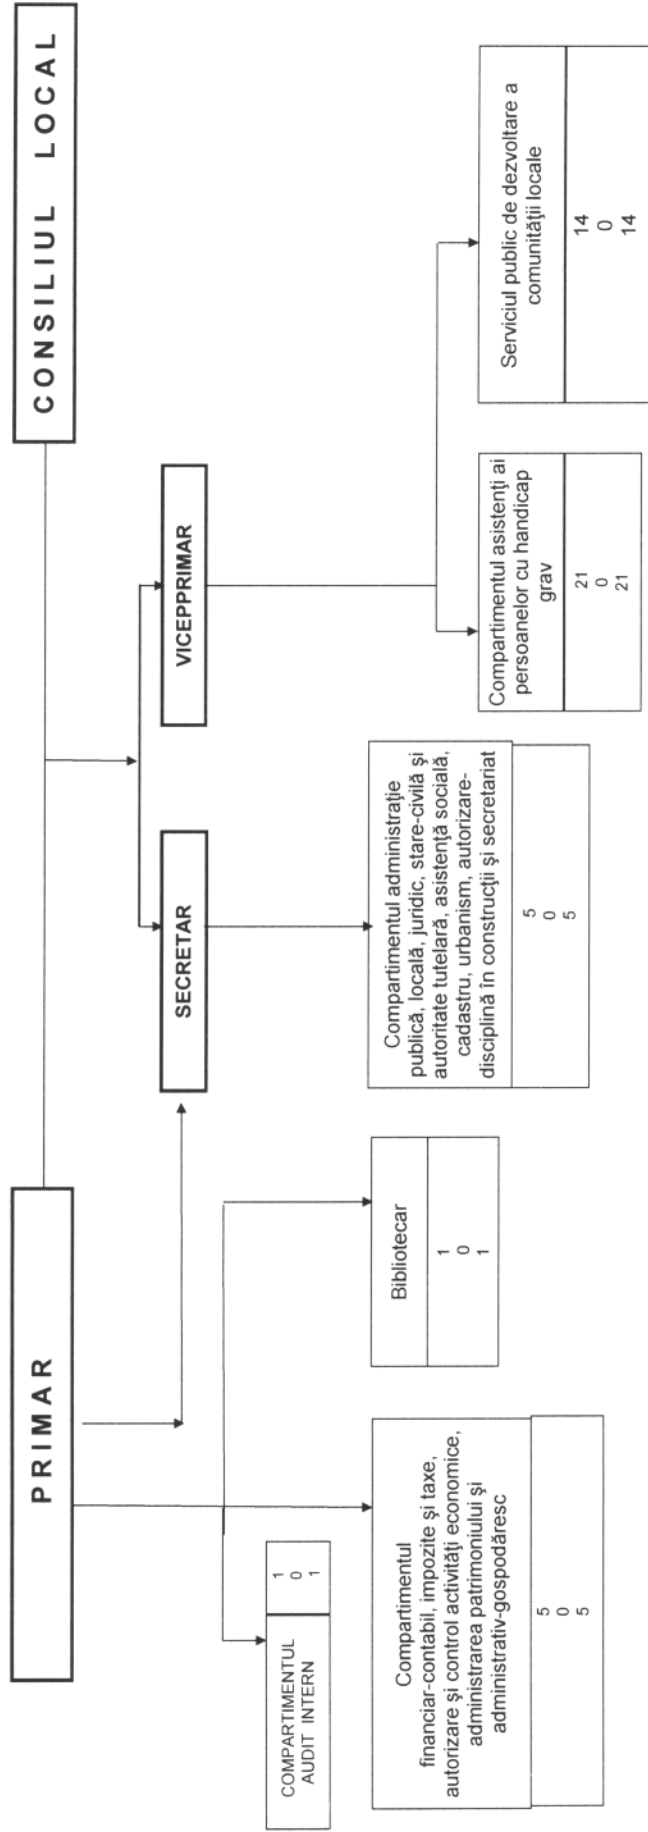 PRIMAR
CONSILIUL LOCAL
SECRETAR
VICEPPRIMAR
COMPARTIMENTUL
AUDIT INTERN
1
0
1
Compartimentul
financiar-contabil, impozite şi taxe,
autorizare şi control activităţi economice,
administrarea patrimoniului şi
administrativ-gospodăresc
5
0
5
Bibliotecar
1
0
1
Compartimentul administraţie
publică, locală, juridic, stare-civilă şi
autoritate tutelară, asistenţă socială,
cadastru, urbanism, autorizare-
disciplină în construcţii şi secretariat
5
0
5
Compartimentul asistenţi ai
persoanelor cu handicap
grav
21
0
21
Serviciul public de dezvoltare a
comunităţii locale
14
0
14